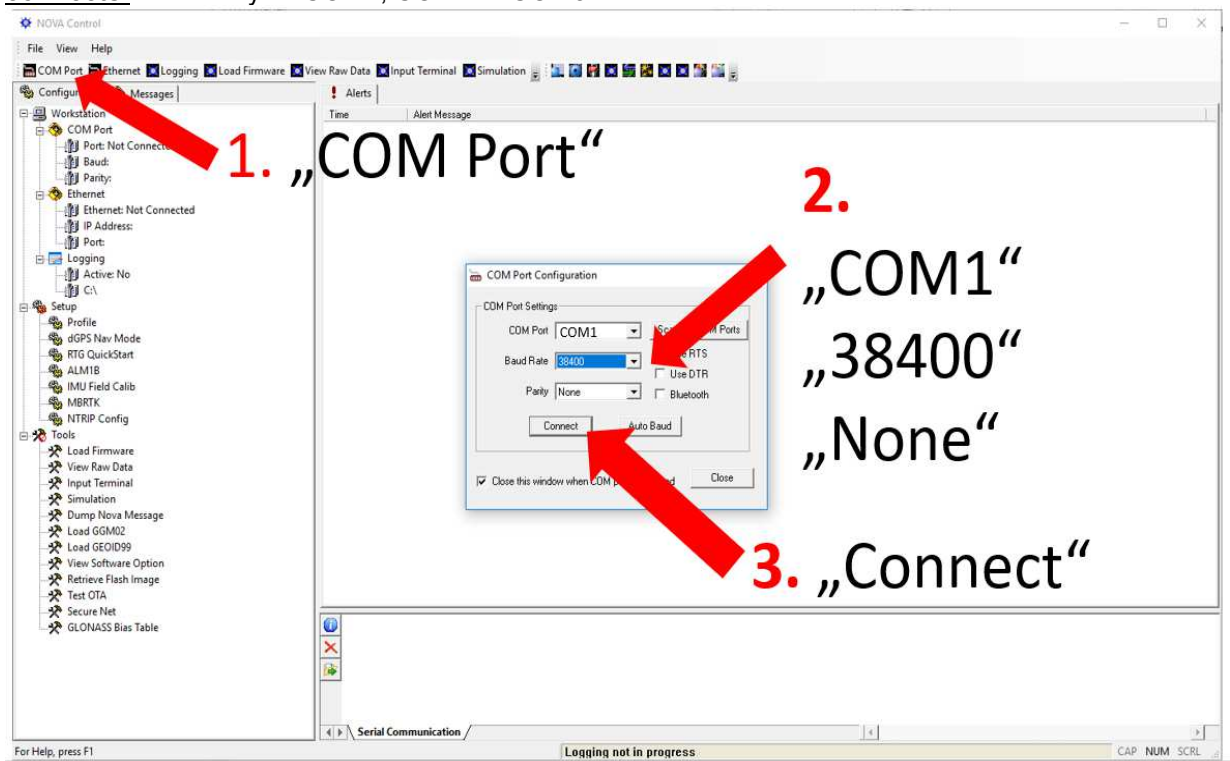 NOVA Control
File View Help
COM Port Ethernet Logging Load Firmware View Raw Data Input Terminal Simulation
Messages
Alerts
Time Alert Message
Workstation
COM Port
Port: Not Connec
Baud:
Parity:
Ethernet
Ethernet: Not Connected
IP Address:
Port:
Logging
Active: No
C:\
Setup
Profile
dGPS Nav Mode
RTG QuickStart
ALM1B
IMU Field Calib
MBRTK
NTRIP Config
Tools
Load Firmware
View Raw Data
Input Terminal
Simulation
Dump Nova Message
Load GGM02
Load GEOID99
View Software Option
Retrieve Flash Image
Test OTA
Secure Net
GLONASS Bias Table
1. „COM Port“
2.
„COM1“
„38400“
„None“
3. „Connect“
COM Port Configuration
COM Port Settings
COM Port COM1 Ports
Baud Rate 38400 RTS
Use DTR
Parity None Bluetooth
Connect Auto Baud
Close this window when COM Close
Serial Communication
For Help, press F1 Logging not in progress CAP NUM SCRL